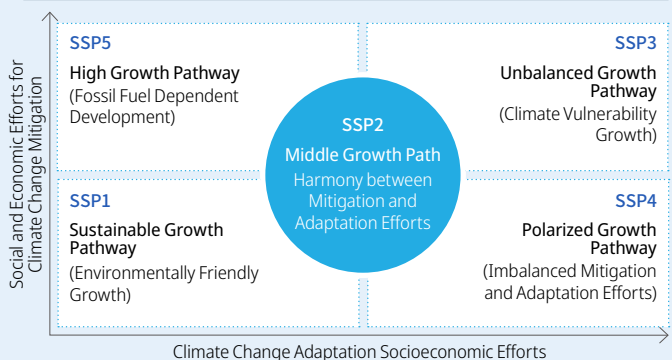 Social and Economic Efforts for
Climate Change Mitigation
SSP5
High Growth Pathway
(Fossil Fuel Dependent
Development)
SSP3
Unbalanced Growth
Pathway
(Climate Vulnerability
Growth)
SSP2
Middle Growth Path
Harmony between
Mitigation and
Adaptation Efforts
SSP1
Sustainable Growth
Pathway
(Environmentally Friendly
Growth)
SSP4
Polarized Growth
Pathway
(Imbalanced Mitigation
and Adaptation Efforts)
Climate Change Adaptation Socioeconomic Efforts